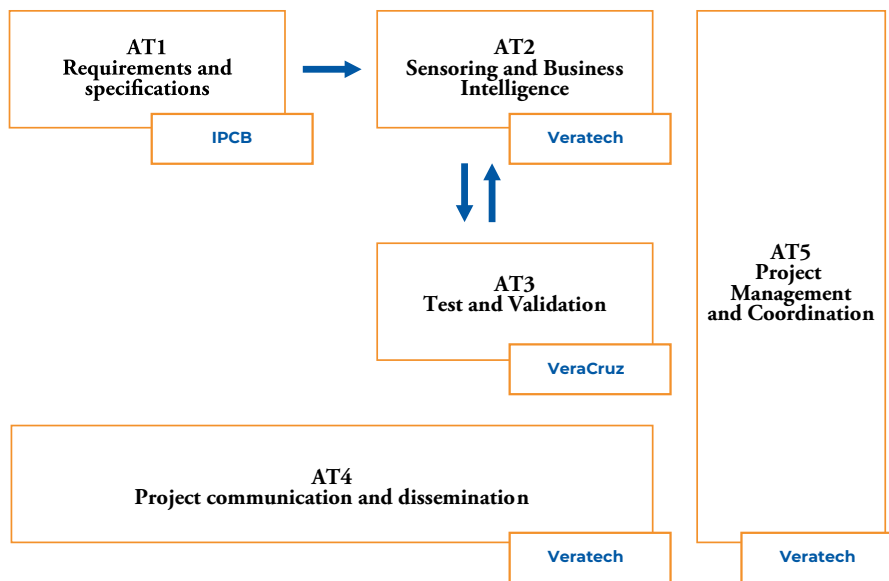 AT1
Requirements and
specifications
IPCB
AT2
Sensoring and Business
Intelligence
Veratech
AT3
Test and Validation
VeraCruz
AT4
Project communication and dissemination
Veratech
AT5
Project
Management
and Coordination
Veratech